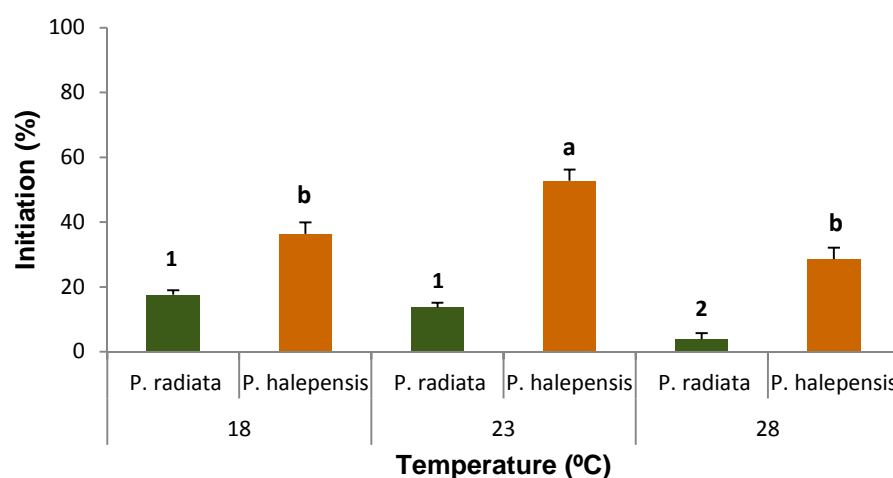 100
80
60
40
20
0
Initiation (%)
1
b
1
a
2
b
P. radiata P. halepensis P. radiata P. halepensis P. radiata P. halepensis
18 23 28
Temperature (ºC)